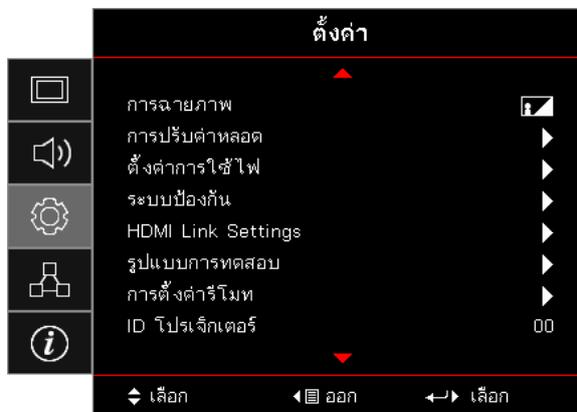 ตั้งค่า
การฉายภาพ
การปรับค่าหลอด
ตั้งค่าการใช้ไฟ
ระบบป้องกัน
HDMI Link Settings
รูปแบบการทดสอบ
การตั้งค่ารีโมท
ID โปรเจ็กเตอร์ 00
เลือก ออก เลือก